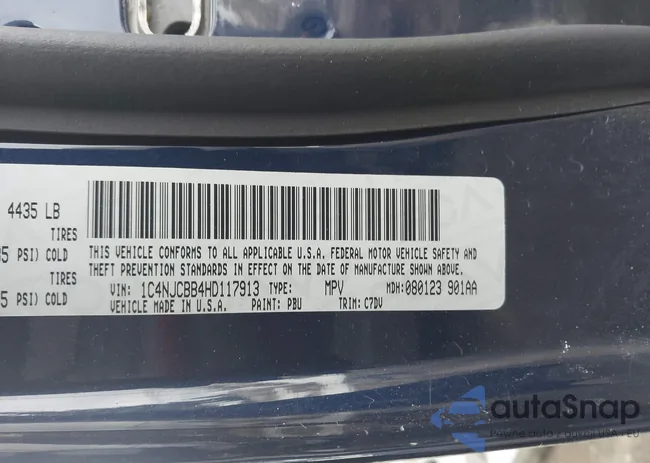 4435 LB
TIRES
PSI) COLD
TIRES
5 PSI) COLD
THIS VEHICLE CONFORMS TO ALL APPLICABLE U.S.A. FEDERAL MOTOR VEHICLE SAFETY AND
THEFT PREVENTION STANDARDS IN EFFECT ON THE DATE OF MANUFACTURE SHOWN ABOVE.
VIN: 1C4NJCBB4HD117913 TYPE: MPV MDH: 080123 901AA
VEHICLE MADE IN U.S.A. PAINT: PBU TRIM: C7DV
autaSnap